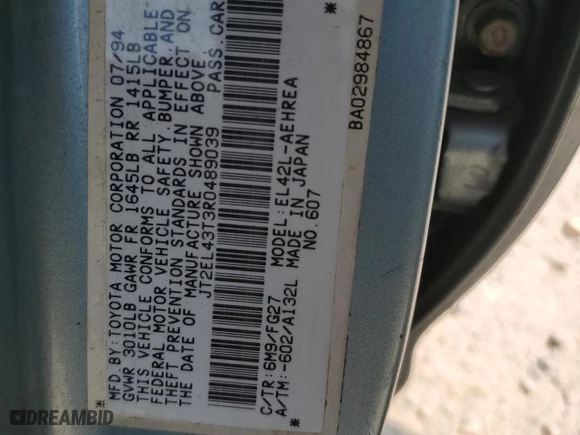 MFD. BY: TOYOTA MOTOR CORPORATION 07/94
GVWR 3010LB GAWR FR 1645LB RR 1415LB
THIS VEHICLE CONFORMS TO ALL APPLICABLE
FEDERAL MOTOR VEHICLE SAFETY, BUMPER AND
THEFT PREVENTION STANDARDS IN EFFECT ON
THE DATE OF MANUFACTURE SHOWN ABOVE.
JT2EL43T3R0489039 PASS. CAR
*
*
C/TR: 6M9/FG27 MODEL: EL42L-AEHREA
A/TM: -602/A132L MADE IN JAPAN
NO. 607
BA02984867
DREAMBID